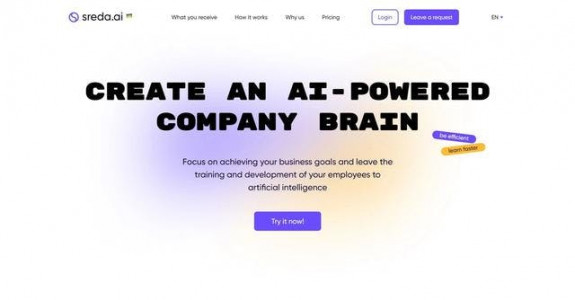 sreda.ai
What you receive
How it works
Why us
Pricing
Login
Leave a request
EN
CREATE AN AI-POWERED
COMPANY BRAIN
be efficient
learn faster
Focus on achieving your business goals and leave the
training and development of your employees to
artificial intelligence
Try it now!